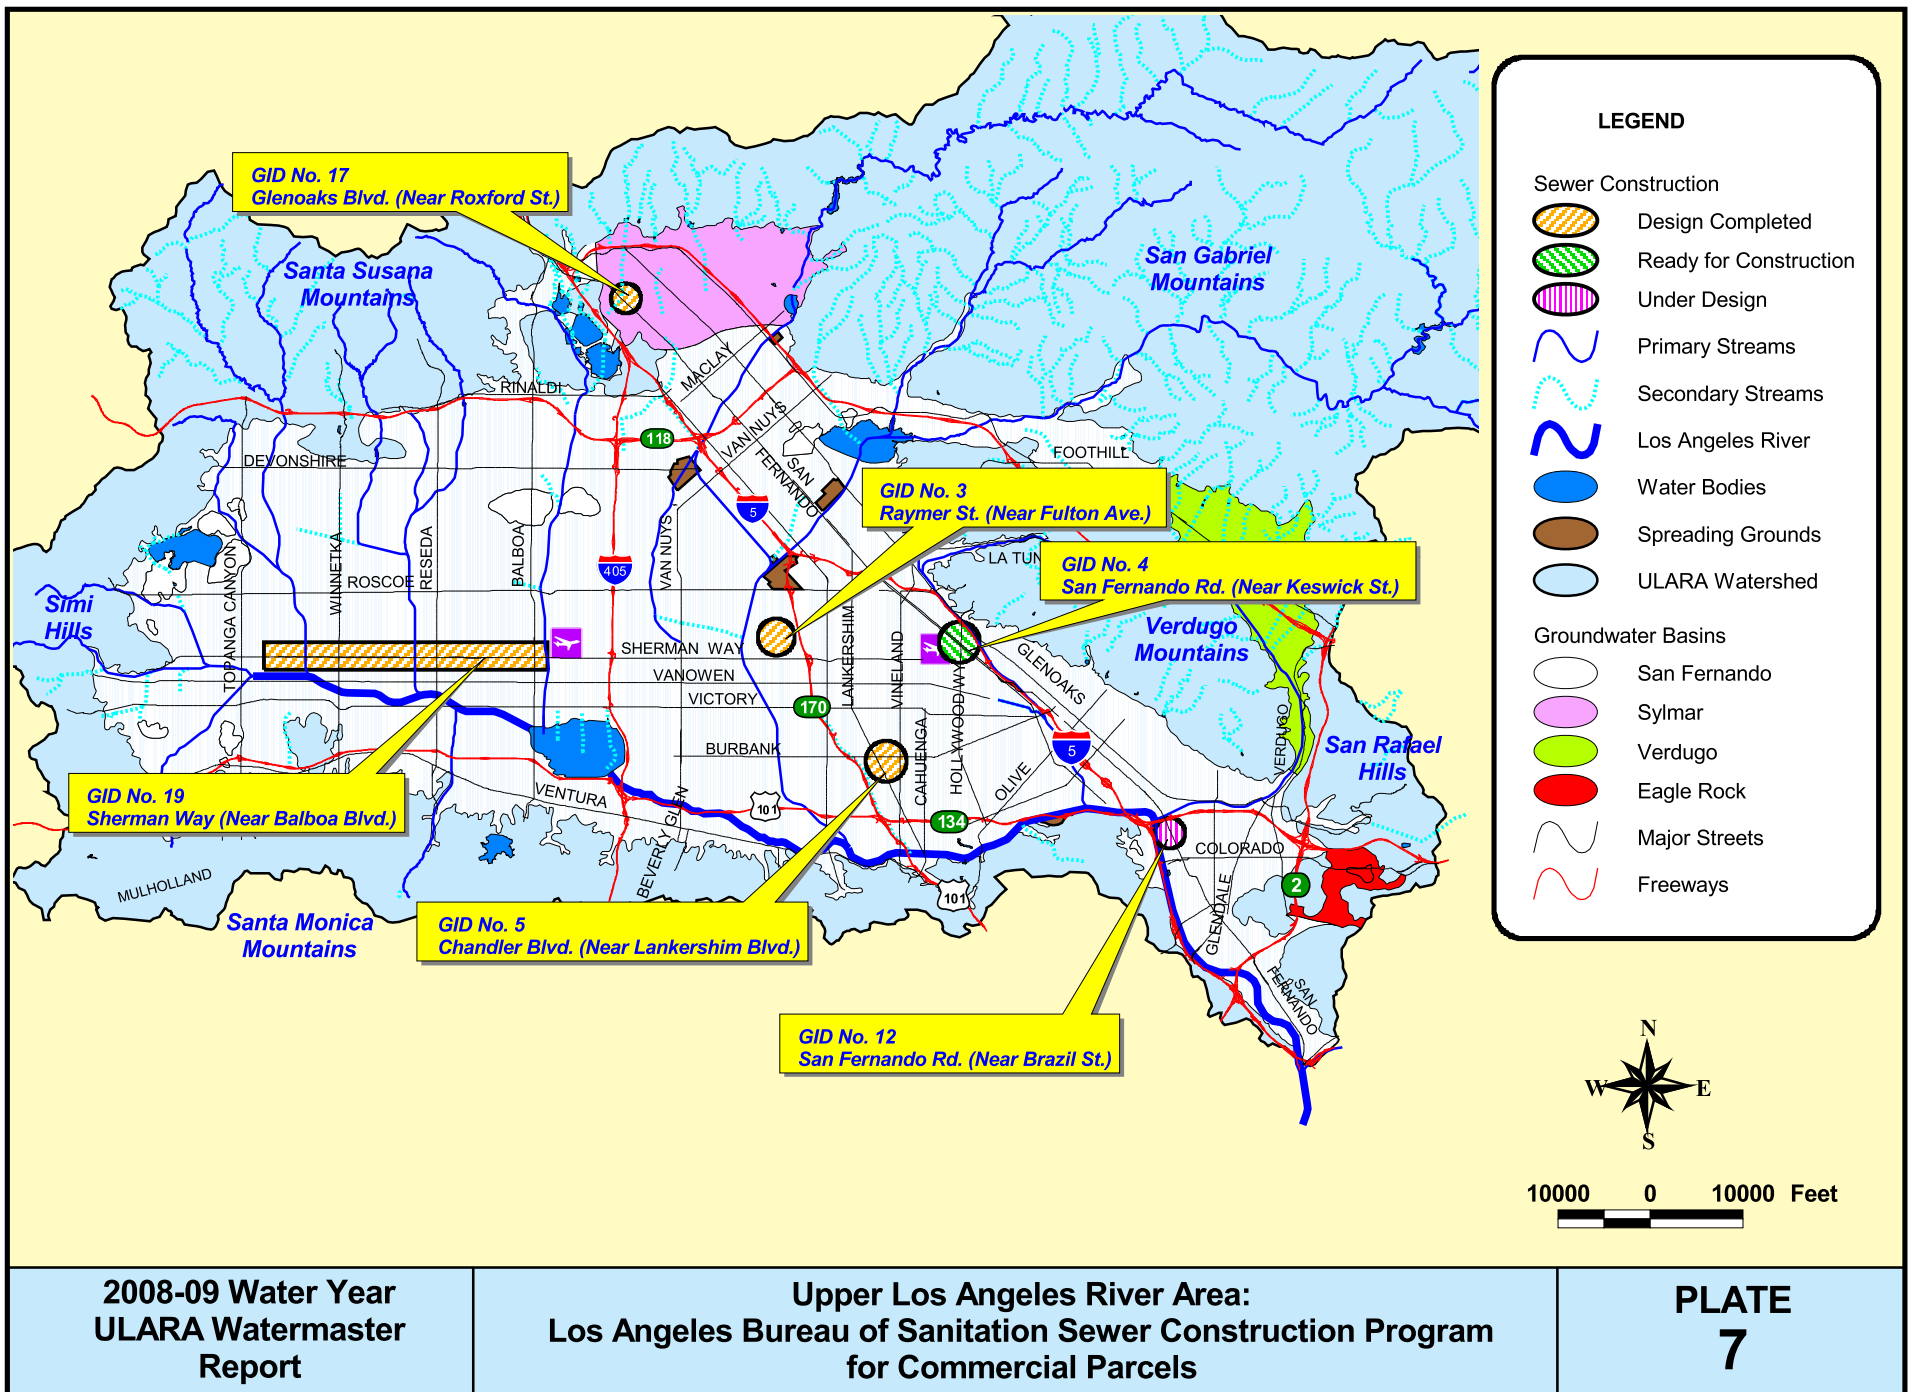 GID No. 17
Glenoaks Blvd. (Near Roxford St.)
Santa Susana
Mountains
San Gabriel
Mountains
RINALDI
MACLAY
118
VAN NUYS
DEVONSHIRE
SAN
FERNANDO
FOOTHILL
5
GID No. 3
Raymer St. (Near Fulton Ave.)
LA TUN
GID No. 4
San Fernando Rd. (Near Keswick St.)
TOPANGA CANYON
WINNETKA
ROSCOE
RESEDA
BALBOA
405
VAN NUYS
Simi
Hills
SHERMAN WAY
VANOWEN
VICTORY
LANKERSHIM
VINELAND
HOLLYWOOD WY
GLENOAKS
Verdugo
Mountains
170
BURBANK
CAHUENGA
OLIVE
5
VERDUGO
San Rafael
Hills
GID No. 19
Sherman Way (Near Balboa Blvd.)
VENTURA
101
134
BEVERLY GLEN
COLORADO
MULHOLLAND
101
2
GLENDALE
Santa Monica
Mountains
GID No. 5
Chandler Blvd. (Near Lankershim Blvd.)
SAN
FERNANDO
GID No. 12
San Fernando Rd. (Near Brazil St.)
LEGEND
Sewer Construction
Design Completed
Ready for Construction
Under Design
Primary Streams
Secondary Streams
Los Angeles River
Water Bodies
Spreading Grounds
ULARA Watershed
Groundwater Basins
San Fernando
Sylmar
Verdugo
Eagle Rock
Major Streets
Freeways
N
W E
S
10000 0 10000 Feet
2008-09 Water Year
ULARA Watermaster
Report
Upper Los Angeles River Area:
Los Angeles Bureau of Sanitation Sewer Construction Program
for Commercial Parcels
PLATE
7